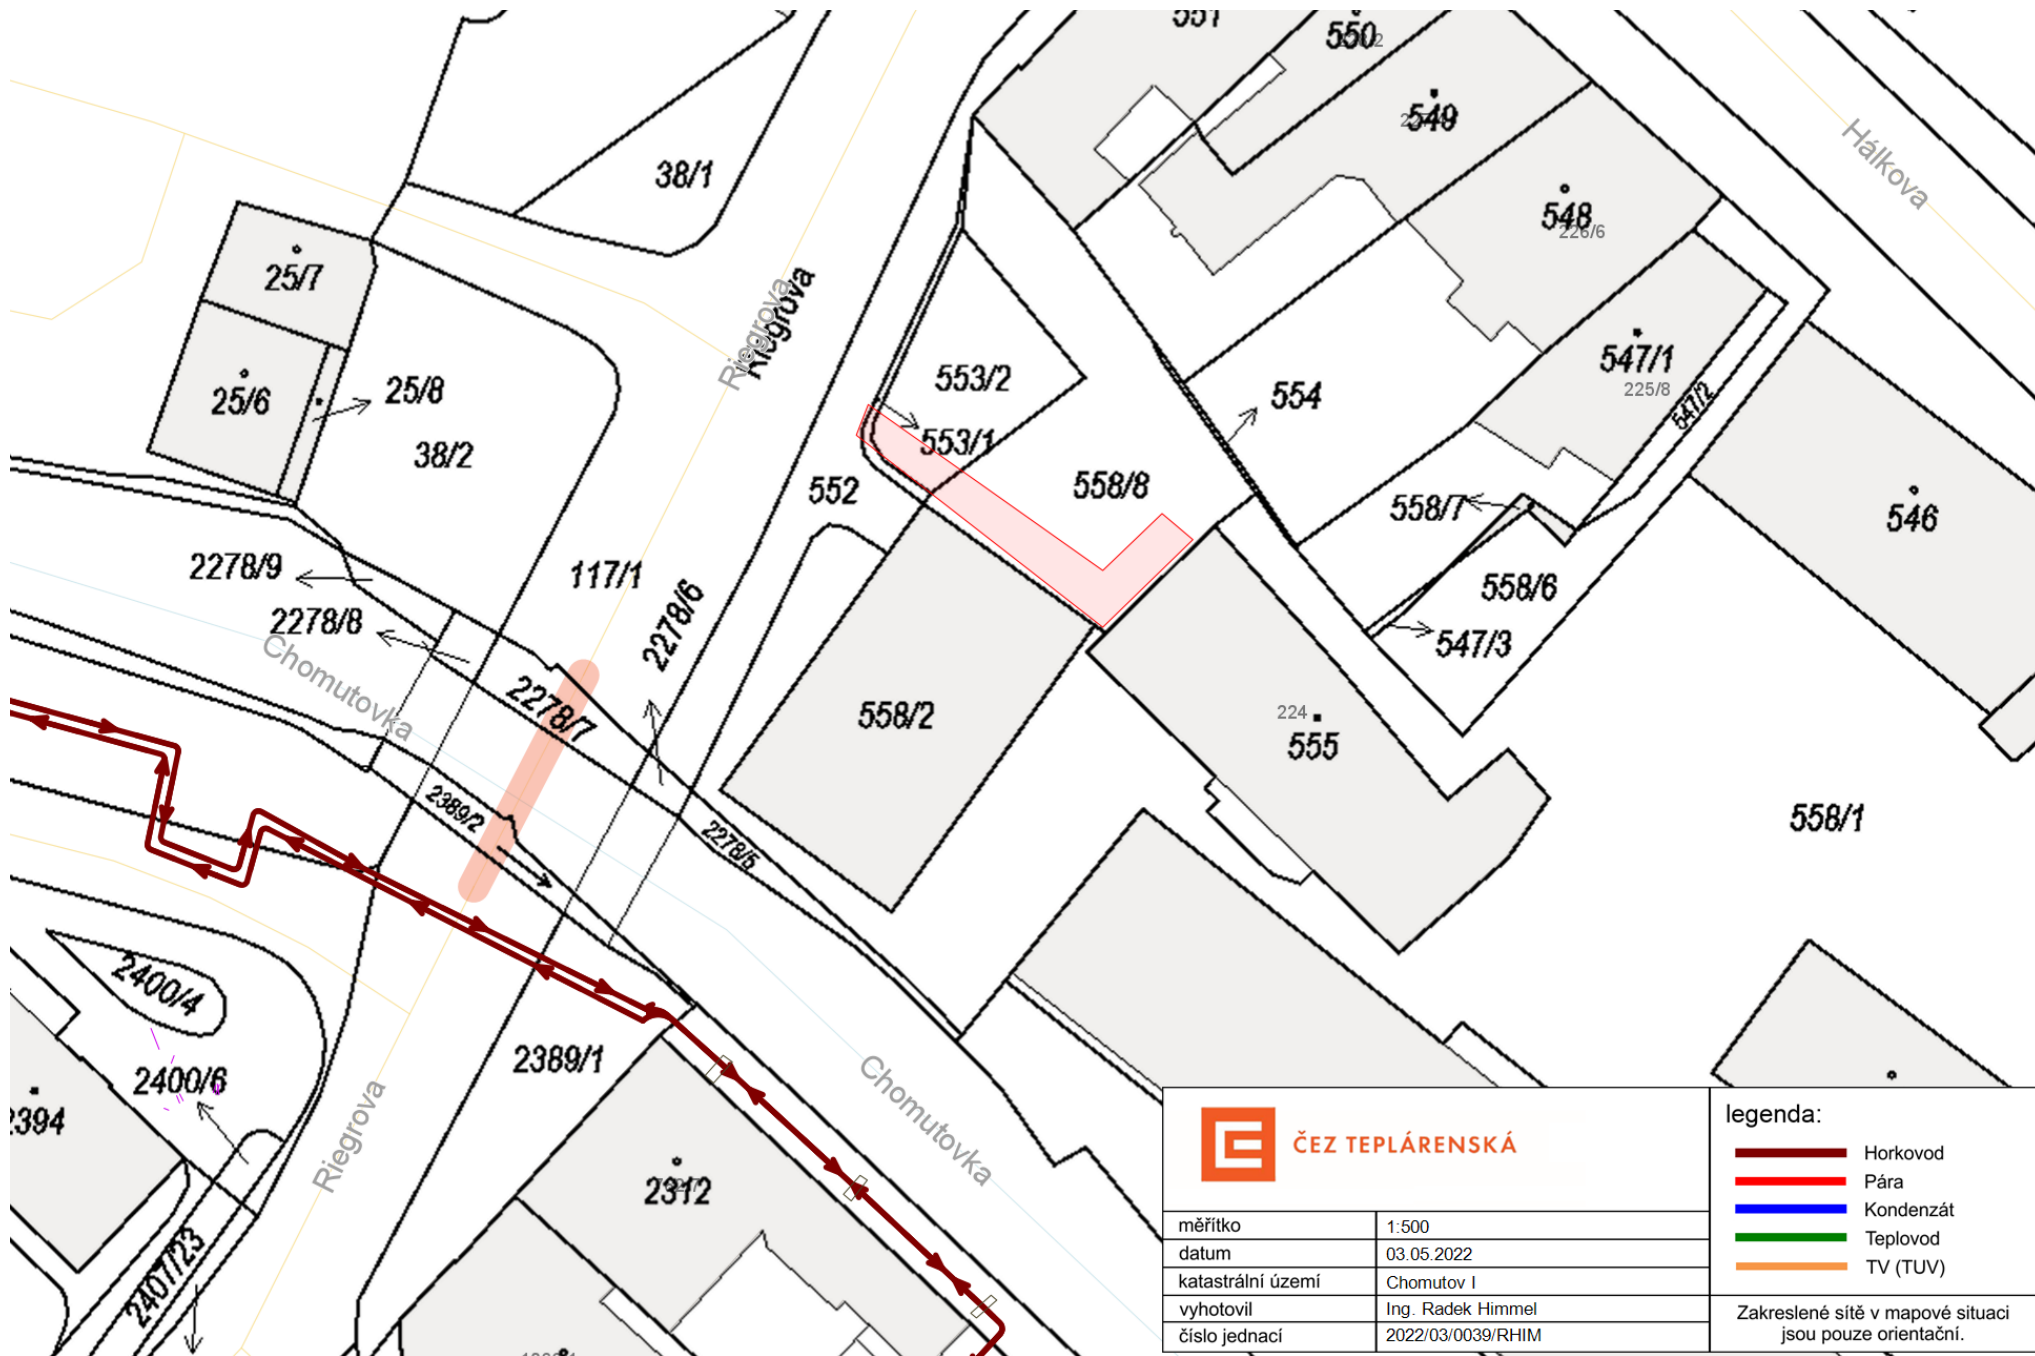 551
550
549
38/1
Hálkova
548
226/6
25/7
Riegrova
Riegrova
547/1
225/8
547/2
25/6
25/8
553/2
554
553/1
38/2
552
558/8
558/7
546
2278/9
117/1
558/6
2278/8
2278/6
547/3
Chomutovka
2278/7
558/2
224
555
2389/2
2278/5
558/1
2400/4
2389/1
2400/6
Chomutovka
2394
Riegrova
2312
2407/23
ČEZ TEPLÁRENSKÁ
měřítko 1:500
datum 03.05.2022
katastrální území Chomutov I
vyhotovil Ing. Radek Himmel
číslo jednací 2022/03/0039/RHIM
legenda:
Horkovod
Pára
Kondenzát
Teplovod
TV (TUV)
Zakreslené sítě v mapové situaci
jsou pouze orientační.